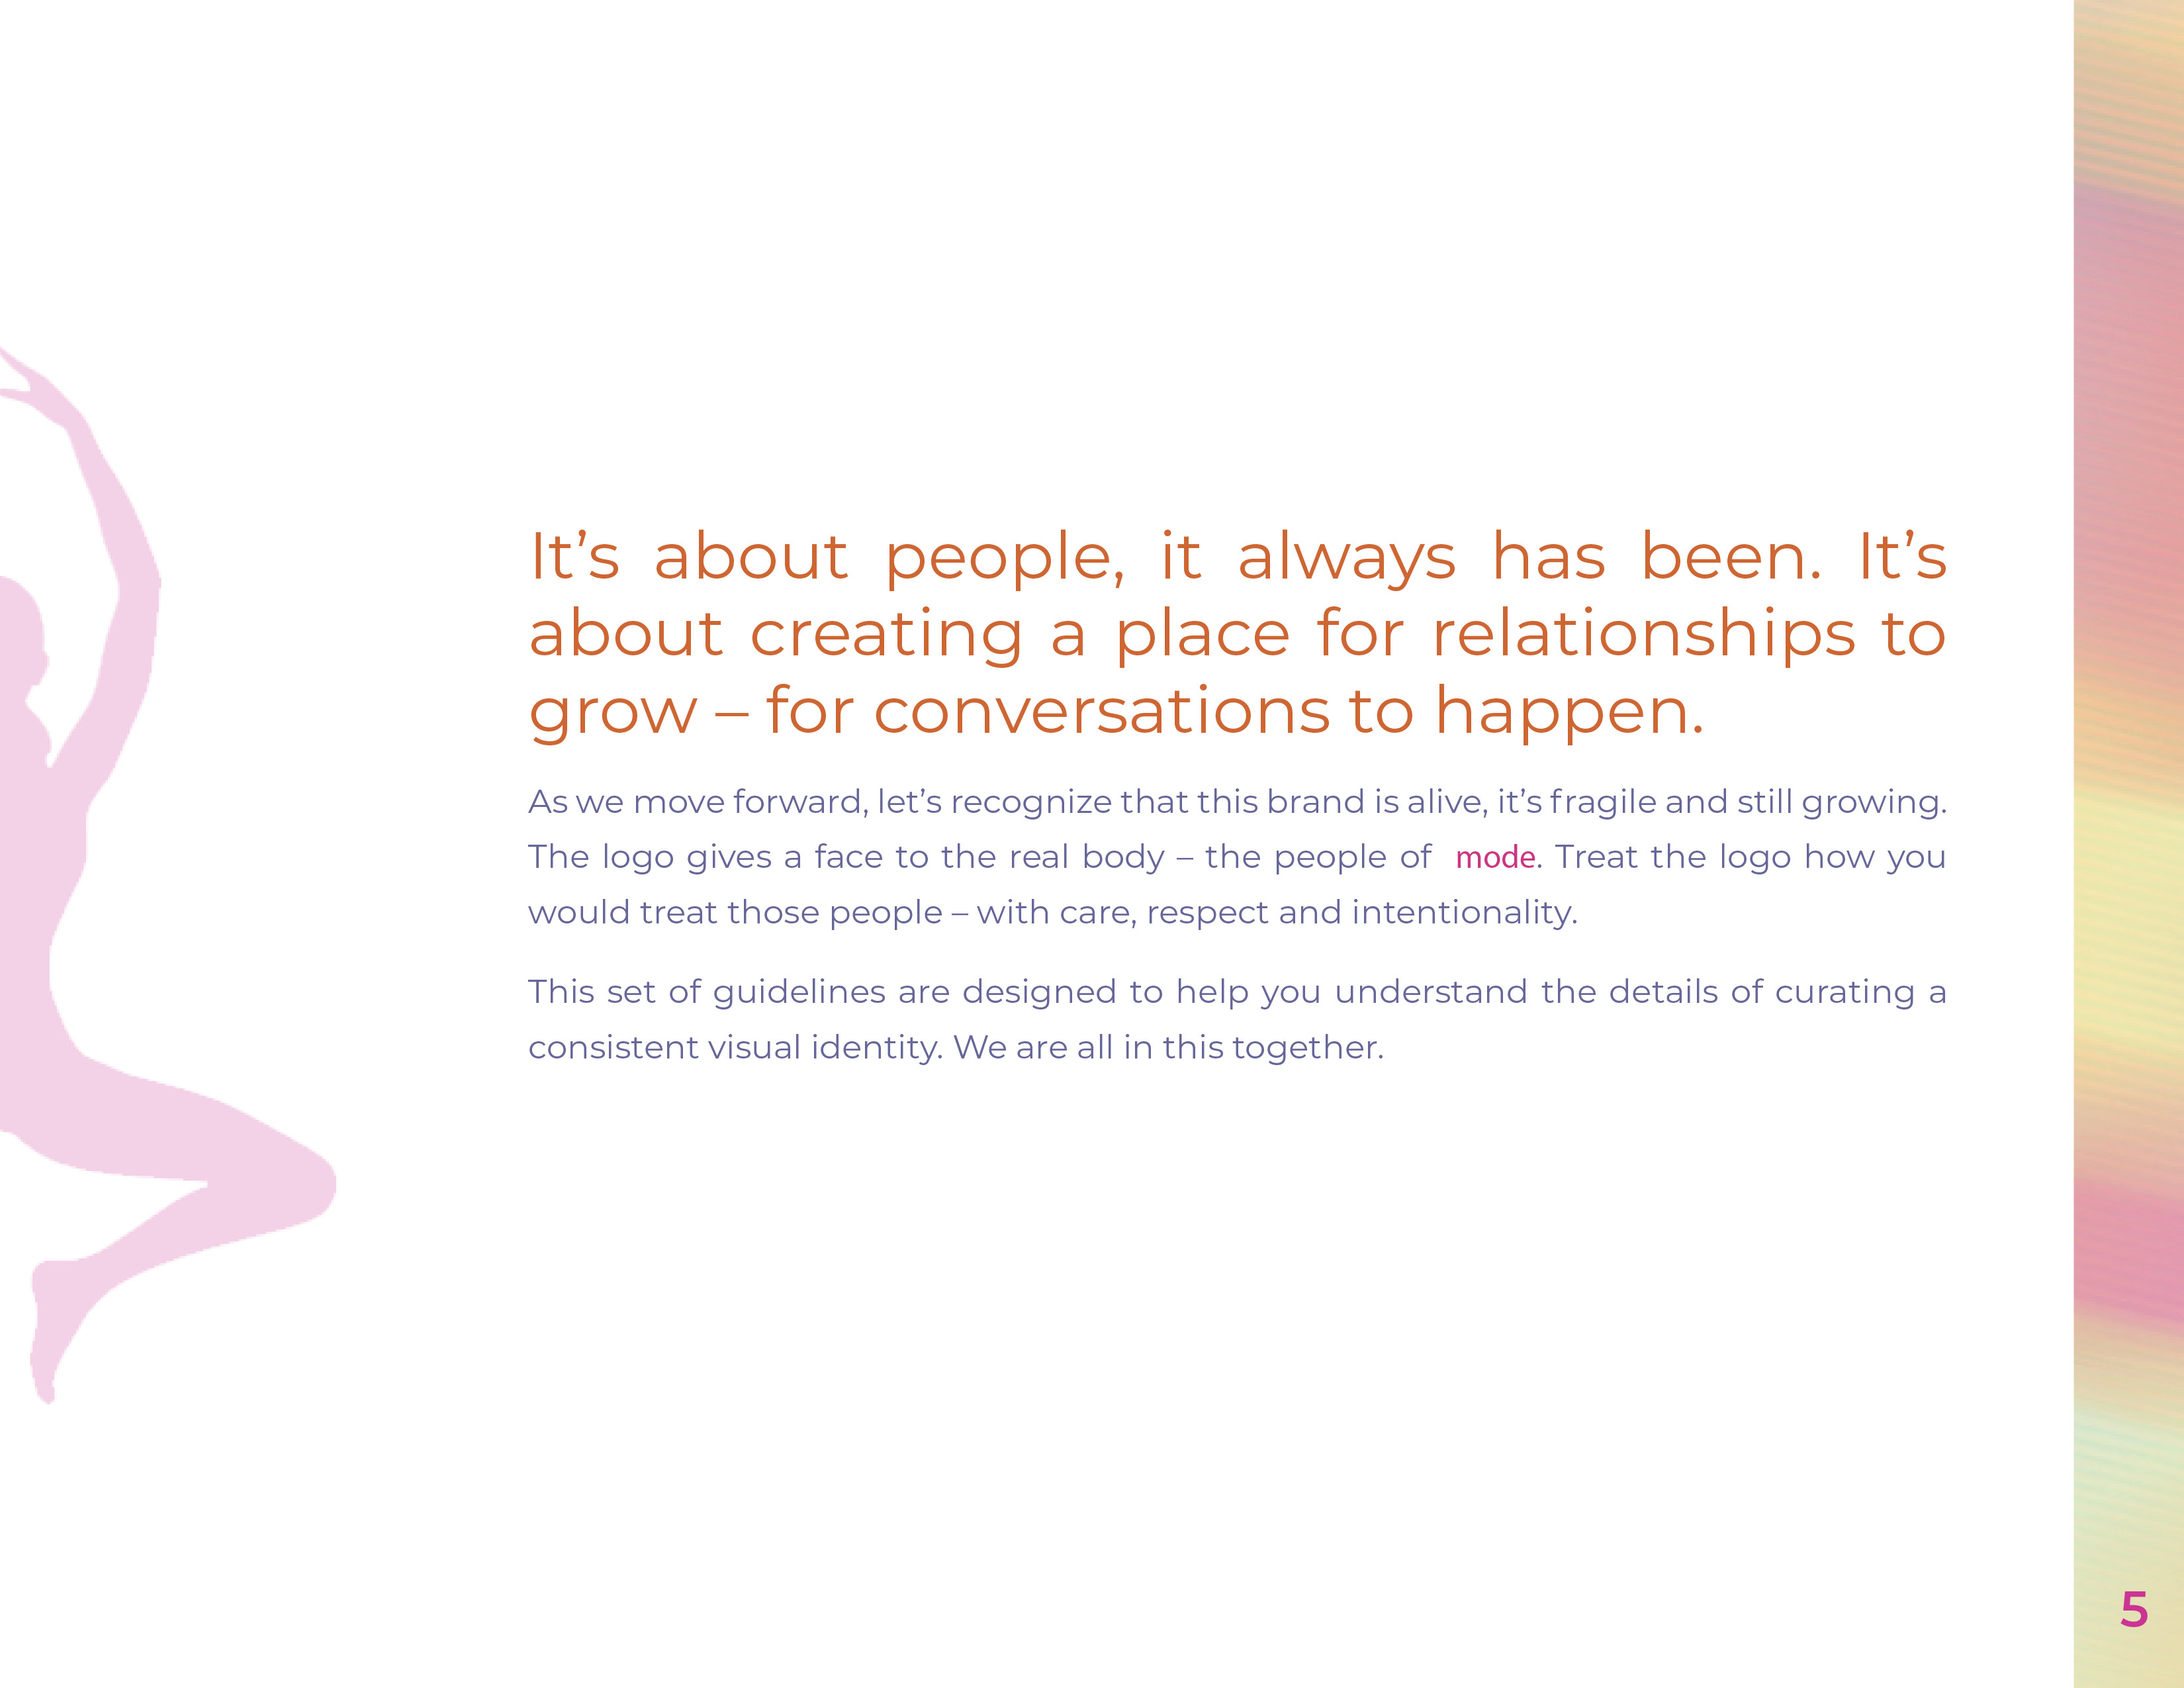 It’s about people, it always has been. It’s
about creating a place for relationships to
grow – for conversations to happen.
As we move forward, let’s recognize that this brand is alive, it’s fragile and still growing.
The logo gives a face to the real body – the people of mode. Treat the logo how you
would treat those people – with care, respect and intentionality.
This set of guidelines are designed to help you understand the details of curating a
consistent visual identity. We are all in this together.
5